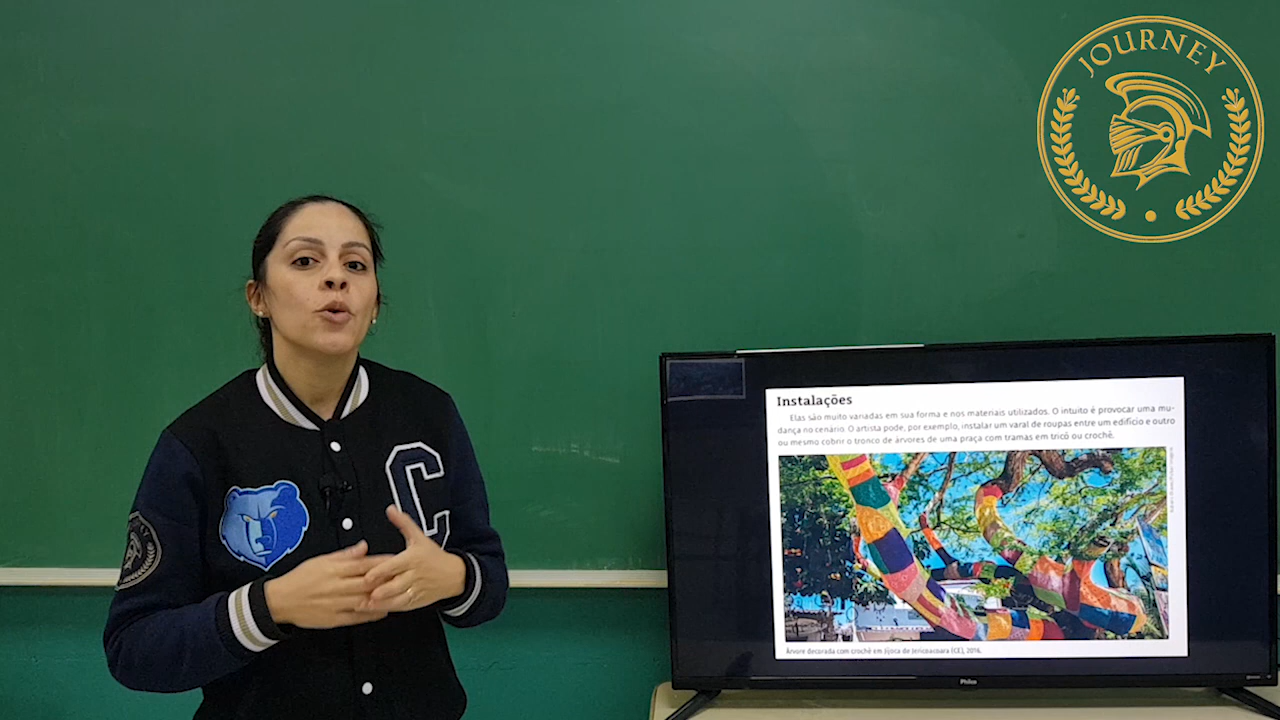 JOURNEY
C
Instalações
Elas são muito variadas em sua forma e nos materiais utilizados. O intuito é provocar uma mu-
dança no cenário. O artista pode, por exemplo, instalar um varal de roupas entre um edifício e outro
ou mesmo cobrir o tronco de árvores de uma praça com tramas em tricô ou crochê.
Árvore decorada com crochê em Jijoca de Jericoacoara (CE), 2016.
Philco